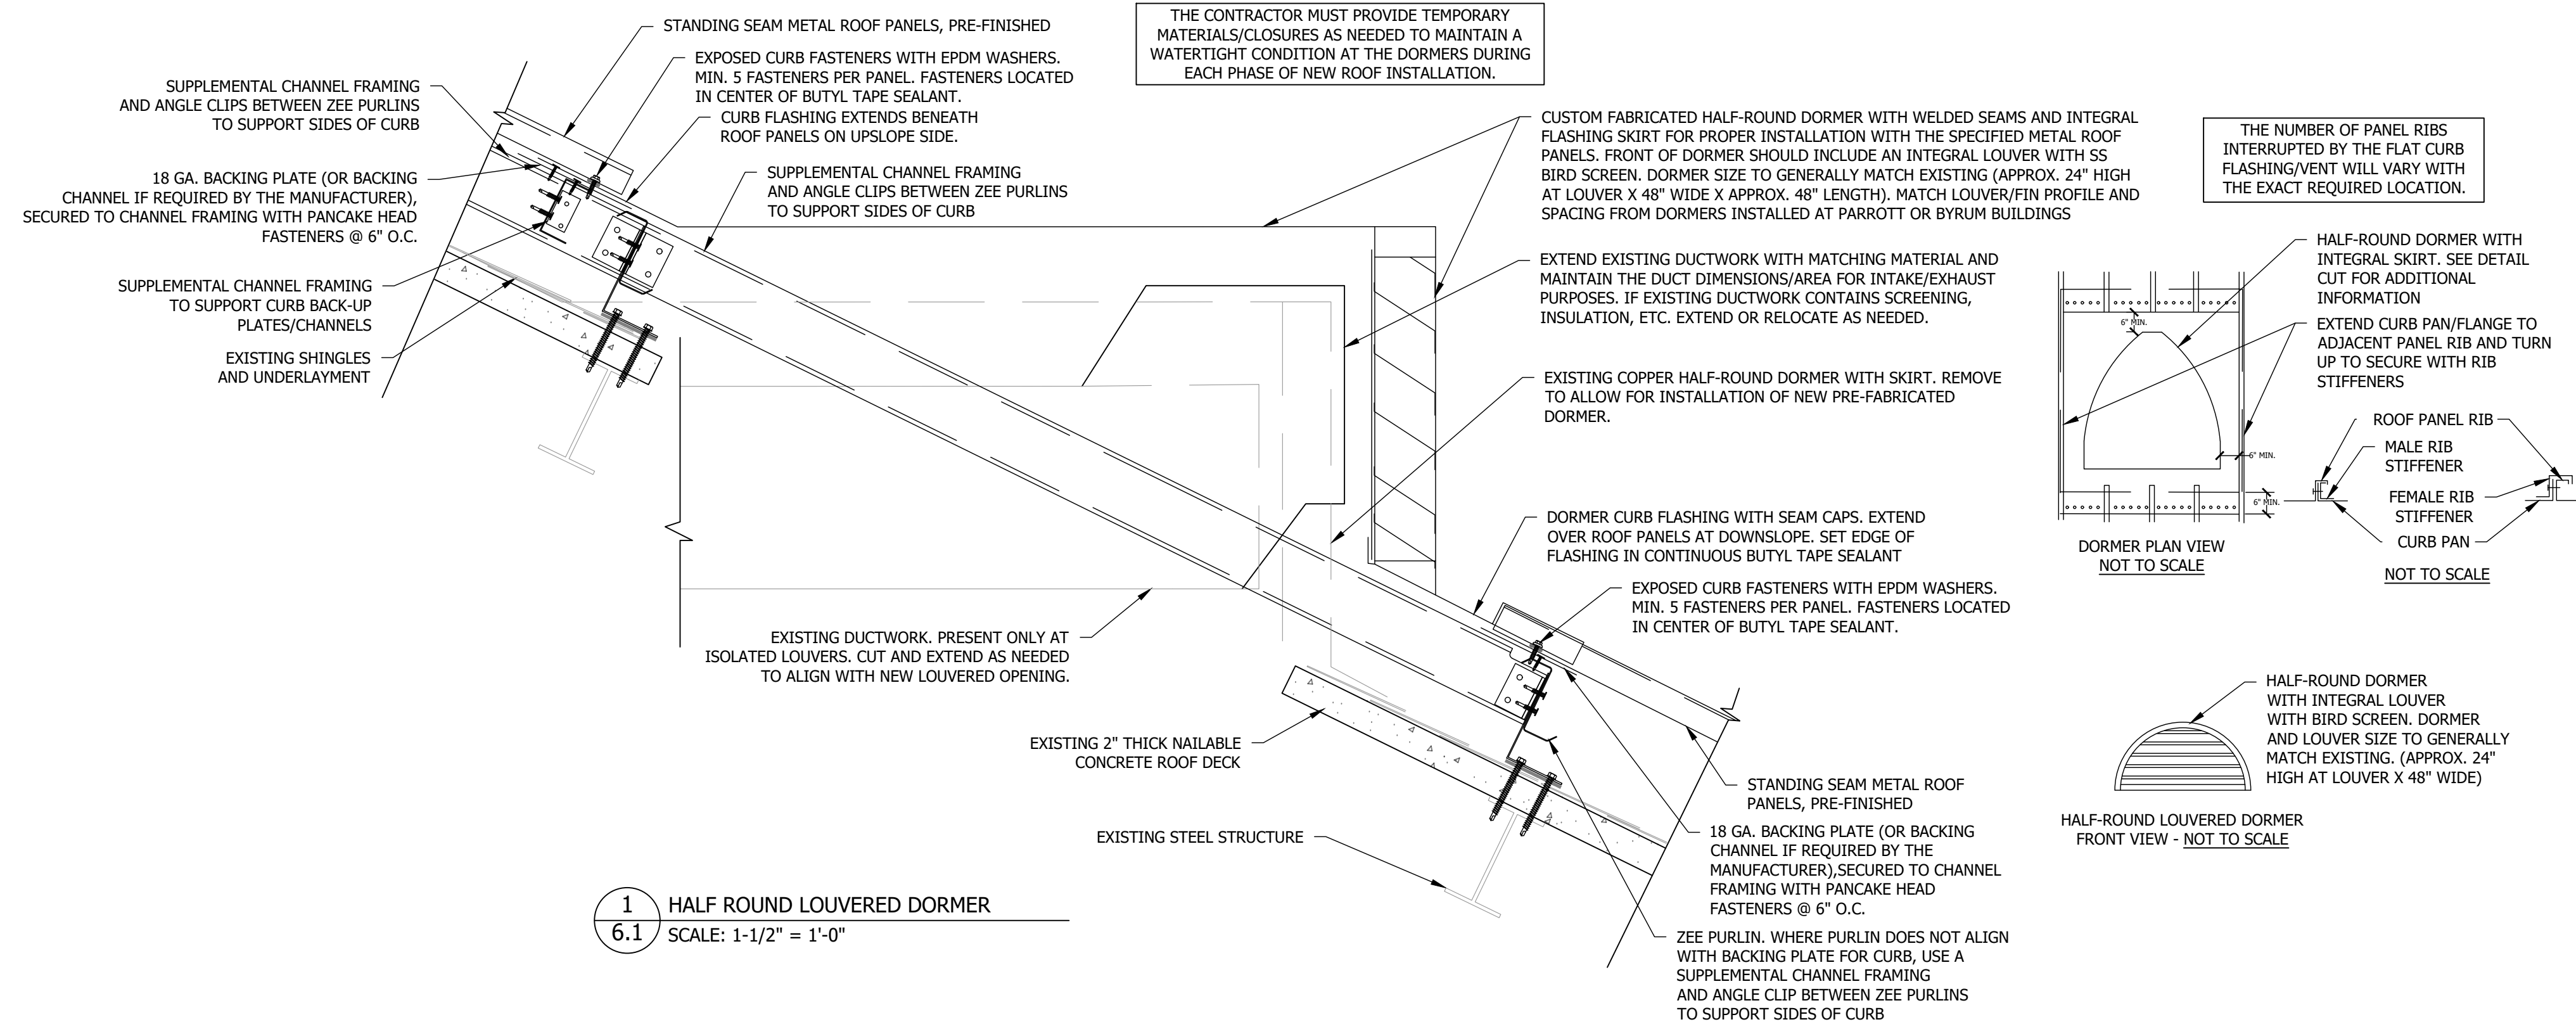 STANDING SEAM METAL ROOF PANELS, PRE-FINISHED
EXPOSED CURB FASTENERS WITH EPDM WASHERS.
MIN. 5 FASTENERS PER PANEL. FASTENERS LOCATED
IN CENTER OF BUTYL TAPE SEALANT.
CURB FLASHING EXTENDS BENEATH
ROOF PANELS ON UPSLOPE SIDE.
SUPPLEMENTAL CHANNEL FRAMING
AND ANGLE CLIPS BETWEEN ZEE PURLINS
TO SUPPORT SIDES OF CURB
SUPPLEMENTAL CHANNEL FRAMING
AND ANGLE CLIPS BETWEEN ZEE PURLINS
TO SUPPORT SIDES OF CURB
18 GA. BACKING PLATE (OR BACKING
CHANNEL IF REQUIRED BY THE MANUFACTURER),
SECURED TO CHANNEL FRAMING WITH PANCAKE HEAD
FASTENERS @ 6" O.C.
SUPPLEMENTAL CHANNEL FRAMING
TO SUPPORT CURB BACK-UP
PLATES/CHANNELS
EXISTING SHINGLES
AND UNDERLAYMENT
THE CONTRACTOR MUST PROVIDE TEMPORARY
MATERIALS/CLOSURES AS NEEDED TO MAINTAIN A
WATERTIGHT CONDITION AT THE DORMERS DURING
EACH PHASE OF NEW ROOF INSTALLATION.
CUSTOM FABRICATED HALF-ROUND DORMER WITH WELDED SEAMS AND INTEGRAL
FLASHING SKIRT FOR PROPER INSTALLATION WITH THE SPECIFIED METAL ROOF
PANELS. FRONT OF DORMER SHOULD INCLUDE AN INTEGRAL LOUVER WITH SS
BIRD SCREEN. DORMER SIZE TO GENERALLY MATCH EXISTING (APPROX. 24" HIGH
AT LOUVER X 48" WIDE X APPROX. 48" LENGTH). MATCH LOUVER/FIN PROFILE AND
SPACING FROM DORMERS INSTALLED AT PARROTT OR BYRUM BUILDINGS
EXTEND EXISTING DUCTWORK WITH MATCHING MATERIAL AND
MAINTAIN THE DUCT DIMENSIONS/AREA FOR INTAKE/EXHAUST
PURPOSES. IF EXISTING DUCTWORK CONTAINS SCREENING,
INSULATION, ETC. EXTEND OR RELOCATE AS NEEDED.
EXISTING COPPER HALF-ROUND DORMER WITH SKIRT. REMOVE
TO ALLOW FOR INSTALLATION OF NEW PRE-FABRICATED
DORMER.
DORMER CURB FLASHING WITH SEAM CAPS. EXTEND
OVER ROOF PANELS AT DOWNSLOPE. SET EDGE OF
FLASHING IN CONTINUOUS BUTYL TAPE SEALANT
EXPOSED CURB FASTENERS WITH EPDM WASHERS.
MIN. 5 FASTENERS PER PANEL. FASTENERS LOCATED
IN CENTER OF BUTYL TAPE SEALANT.
EXISTING DUCTWORK. PRESENT ONLY AT
ISOLATED LOUVERS. CUT AND EXTEND AS NEEDED
TO ALIGN WITH NEW LOUVERED OPENING.
EXISTING 2" THICK NAILABLE
CONCRETE ROOF DECK
EXISTING STEEL STRUCTURE
STANDING SEAM METAL ROOF
PANELS, PRE-FINISHED
18 GA. BACKING PLATE (OR BACKING
CHANNEL IF REQUIRED BY THE
MANUFACTURER),SECURED TO CHANNEL
FRAMING WITH PANCAKE HEAD
FASTENERS @ 6" O.C.
ZEE PURLIN. WHERE PURLIN DOES NOT ALIGN
WITH BACKING PLATE FOR CURB, USE A
SUPPLEMENTAL CHANNEL FRAMING
AND ANGLE CLIP BETWEEN ZEE PURLINS
TO SUPPORT SIDES OF CURB
1
6.1
HALF ROUND LOUVERED DORMER
SCALE: 1-1/2" = 1'-0"
THE NUMBER OF PANEL RIBS
INTERRUPTED BY THE FLAT CURB
FLASHING/VENT WILL VARY WITH
THE EXACT REQUIRED LOCATION.
HALF-ROUND DORMER WITH
INTEGRAL SKIRT. SEE DETAIL
CUT FOR ADDITIONAL
INFORMATION
EXTEND CURB PAN/FLANGE TO
ADJACENT PANEL RIB AND TURN
UP TO SECURE WITH RIB
STIFFENERS
6" MIN.
6" MIN.
6" MIN.
DORMER PLAN VIEW
NOT TO SCALE
ROOF PANEL RIB
MALE RIB
STIFFENER
FEMALE RIB
STIFFENER
CURB PAN
NOT TO SCALE
HALF-ROUND DORMER
WITH INTEGRAL LOUVER
WITH BIRD SCREEN. DORMER
AND LOUVER SIZE TO GENERALLY
MATCH EXISTING. (APPROX. 24"
HIGH AT LOUVER X 48" WIDE)
HALF-ROUND LOUVERED DORMER
FRONT VIEW - NOT TO SCALE